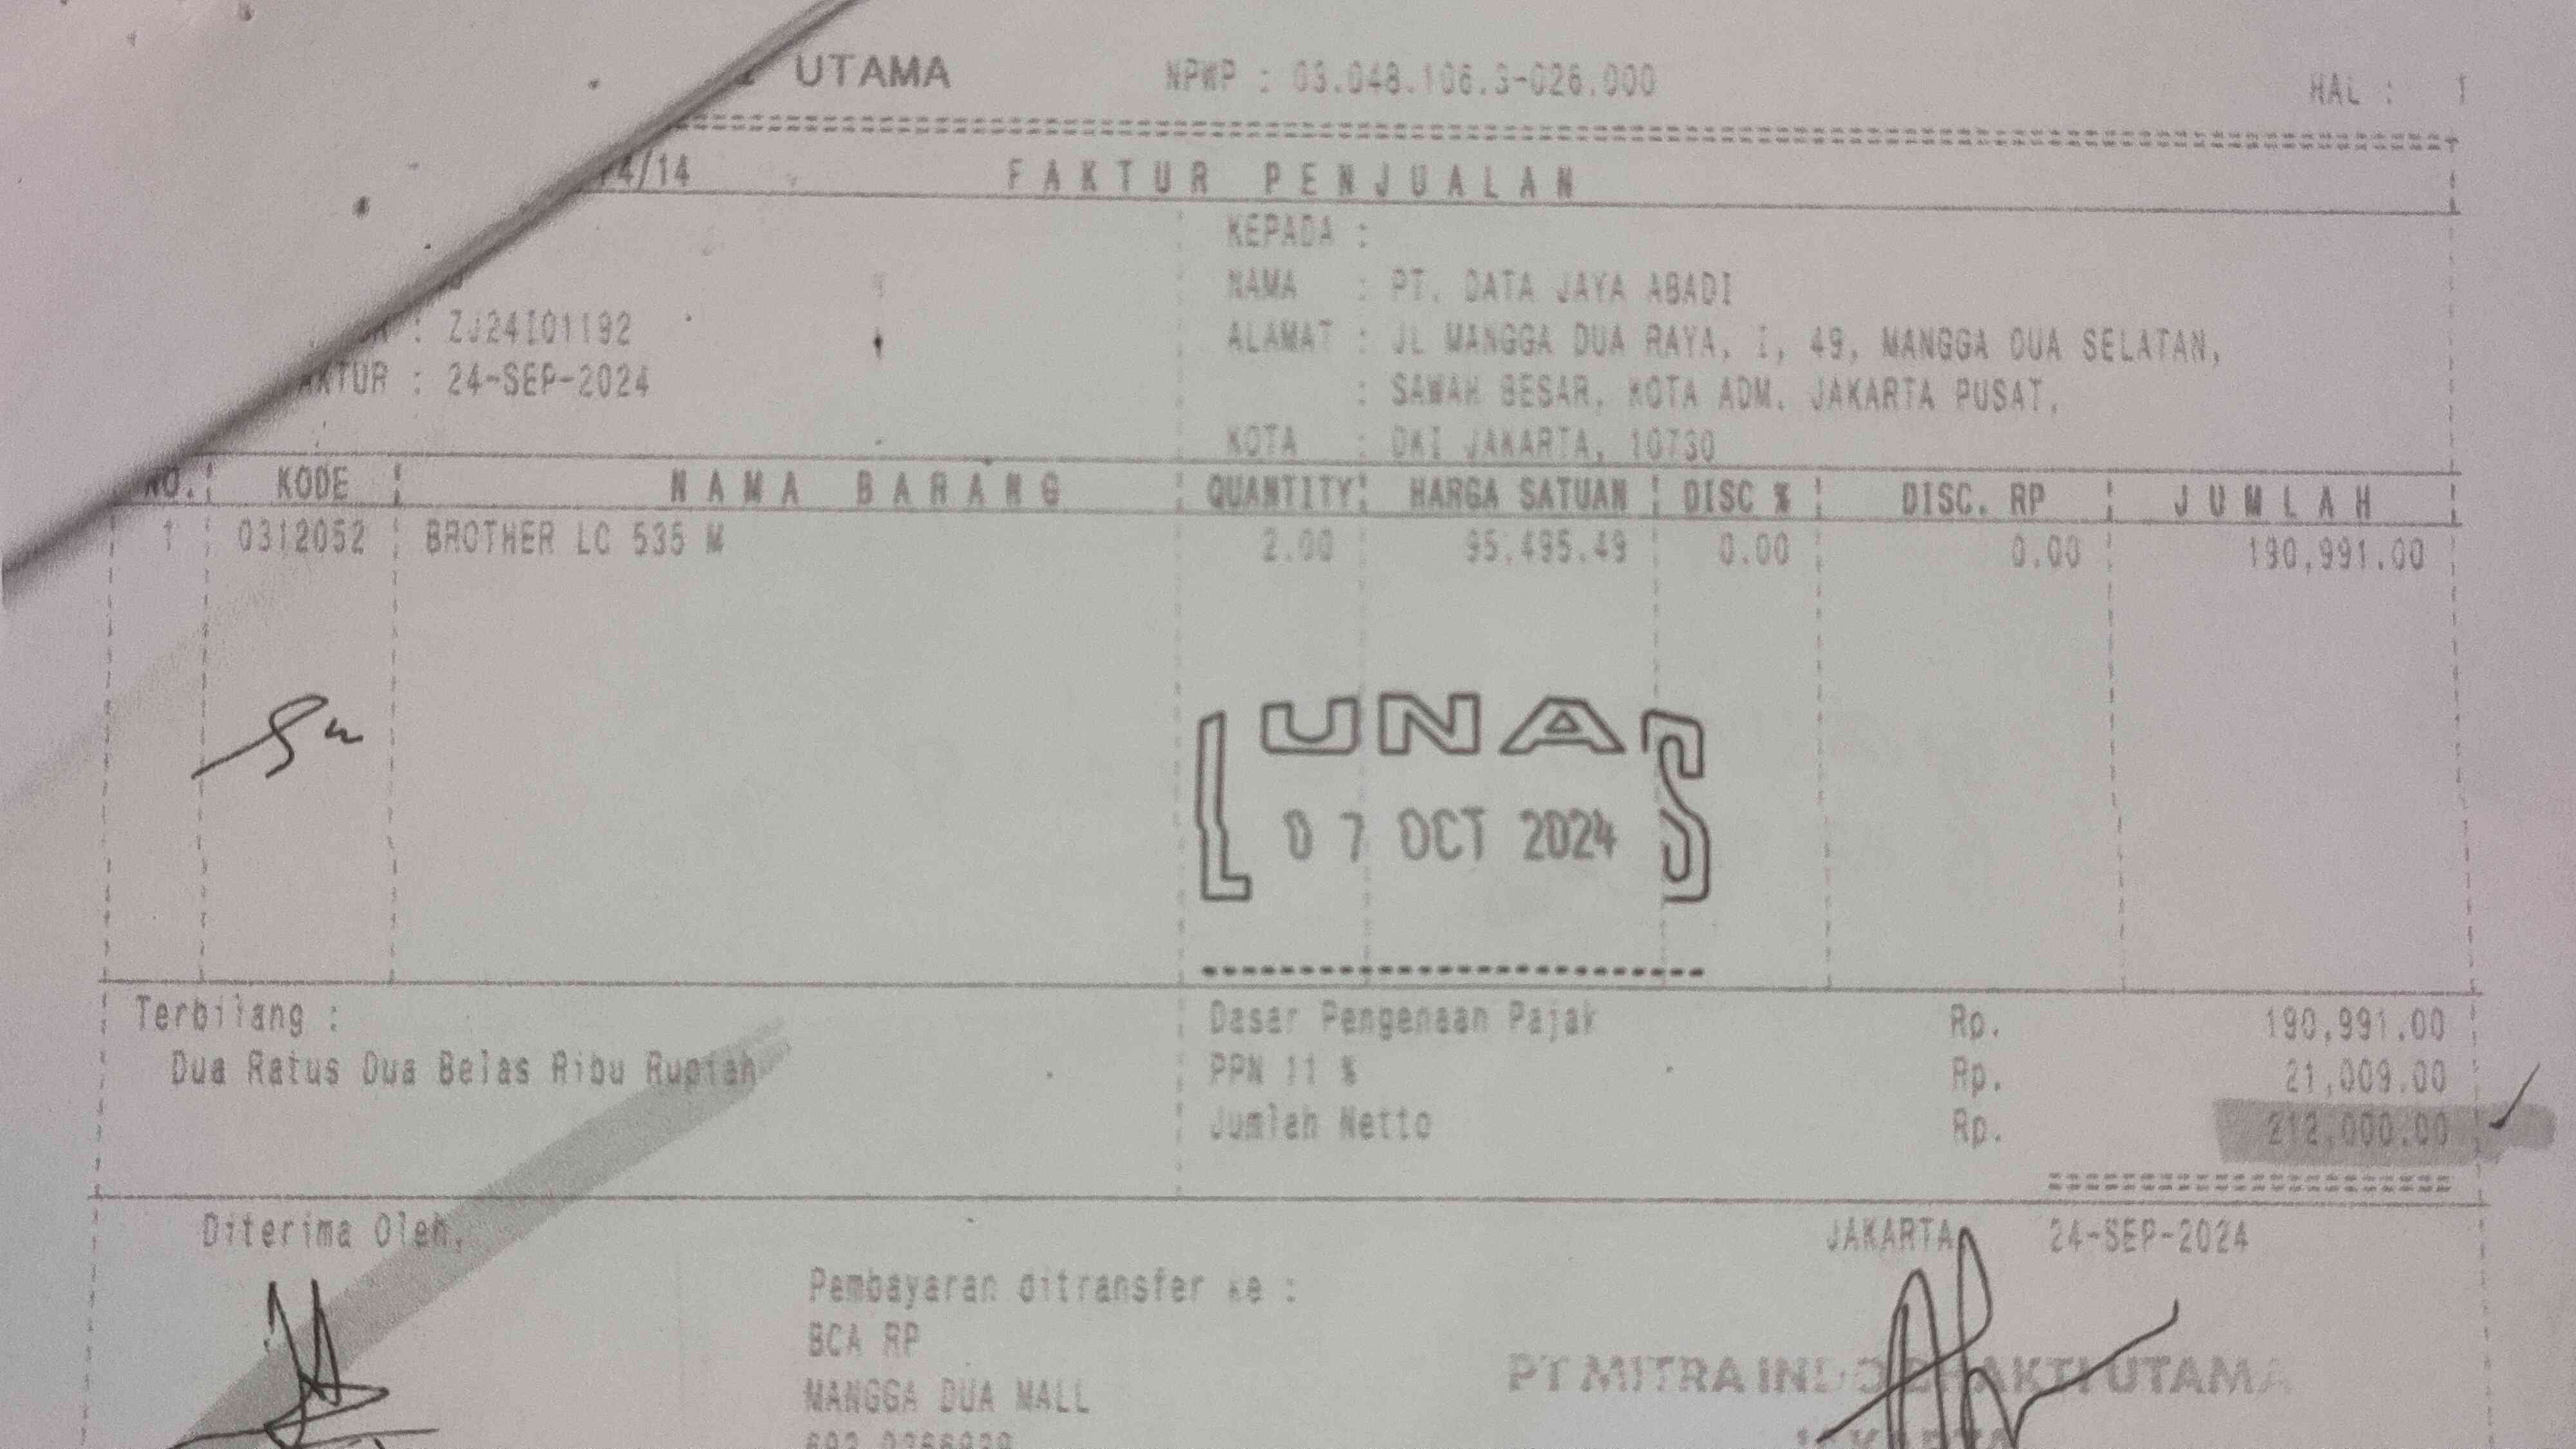 UTAMA NPWP : 03.048.106.3-026.000 HAL : 1
4/14 FAKTUR PENJUALAN
KEPADA :
NAMA : PT. DATA JAYA ABADI
: ZJ24I01192 ALAMAT : JL MANGGA DUA RAYA, I, 49, MANGGA DUA SELATAN,
AKTUR : 24-SEP-2024 : SAWAH BESAR, KOTA ADM. JAKARTA PUSAT,
KOTA : DKI JAKARTA, 10730
NO. KODE NAMA BARANG QUANTITY HARGA SATUAN DISC % DISC. RP JUMLAH
1 0312052 BROTHER LC 535 M 2.00 95,495.49 0.00 0.00 190,991.00
LUNAS
07 OCT 2024
Terbilang : Dasar Pengenaan Pajak Rp. 190,991.00
Dua Ratus Dua Belas Ribu Rupiah PPN 11 % Rp. 21,009.00
Jumlah Netto Rp. 212,000.00
Diterima Oleh, JAKARTA, 24-SEP-2024
Pembayaran ditransfer ke :
BCA RP
MANGGA DUA MALL PT MITRA INDO BHAKTI UTAMA
JAKARTA